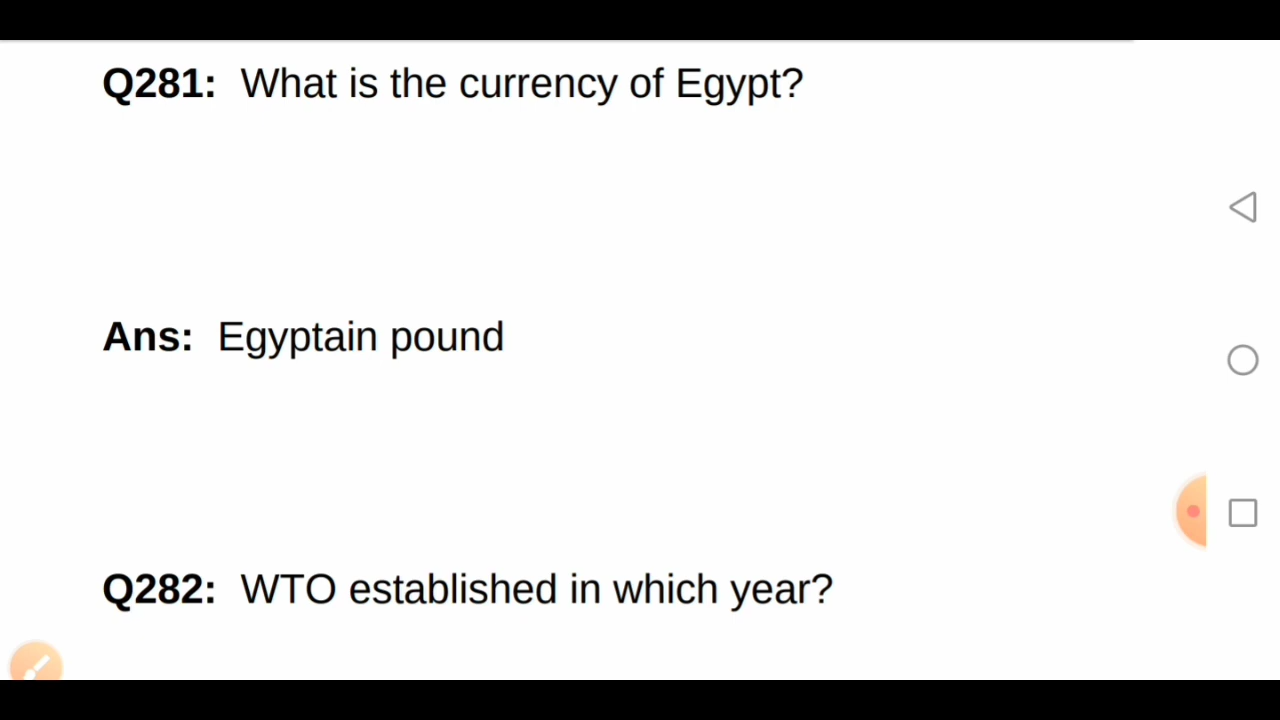 Q281: What is the currency of Egypt?
Ans: Egyptain pound
Q282: WTO established in which year?